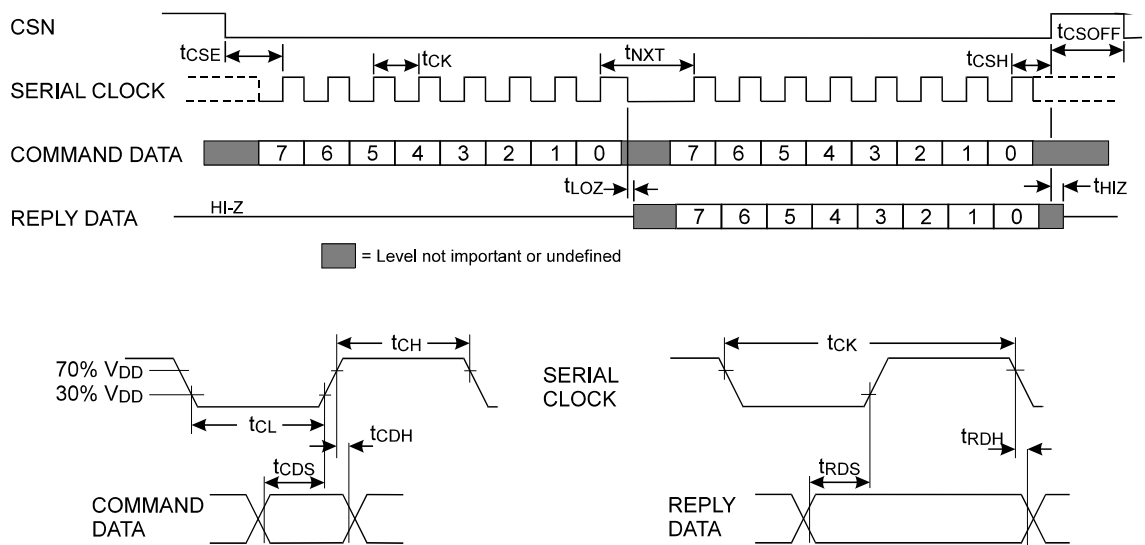 CSN
tCSOFF
tCSE
tCK
tNXT
tCSH
SERIAL CLOCK
COMMAND DATA
7 6 5 4 3 2 1 0
7 6 5 4 3 2 1 0
tLOZ
tHIZ
REPLY DATA
HI-Z
7 6 5 4 3 2 1 0
= Level not important or undefined
tCH
70% VDD
30% VDD
tCL
tCDH
tCDS
COMMAND
DATA
SERIAL
CLOCK
tCK
tRDH
tRDS
REPLY
DATA